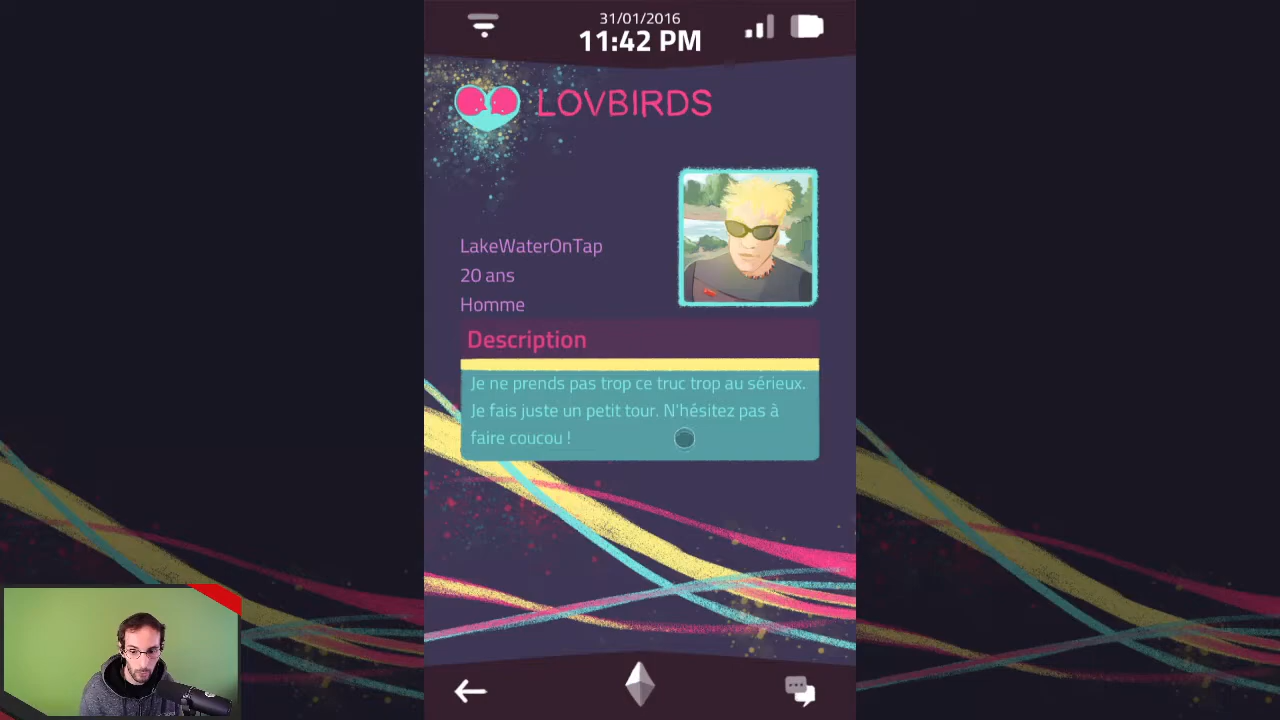 31/01/2016
11:42 PM
LOVBIRDS
LakeWaterOnTap
20 ans
Homme
Description
Je ne prends pas trop ce truc trop au sérieux.
Je fais juste un petit tour. N'hésitez pas à
faire coucou !